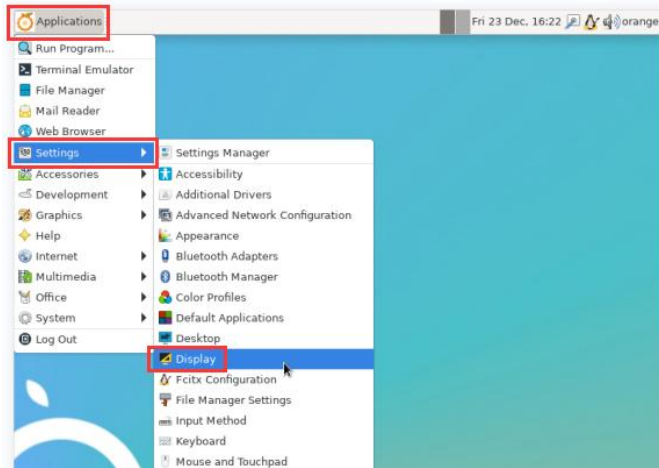 Applications
Fri 23 Dec, 16:22
orange
Run Program...
Terminal Emulator
File Manager
Mail Reader
Web Browser
Settings
Accessories
Development
Graphics
Help
Internet
Multimedia
Office
System
Log Out
Settings Manager
Accessibility
Additional Drivers
Advanced Network Configuration
Appearance
Bluetooth Adapters
Bluetooth Manager
Color Profiles
Default Applications
Desktop
Display
Fcitx Configuration
File Manager Settings
Input Method
Keyboard
Mouse and Touchpad